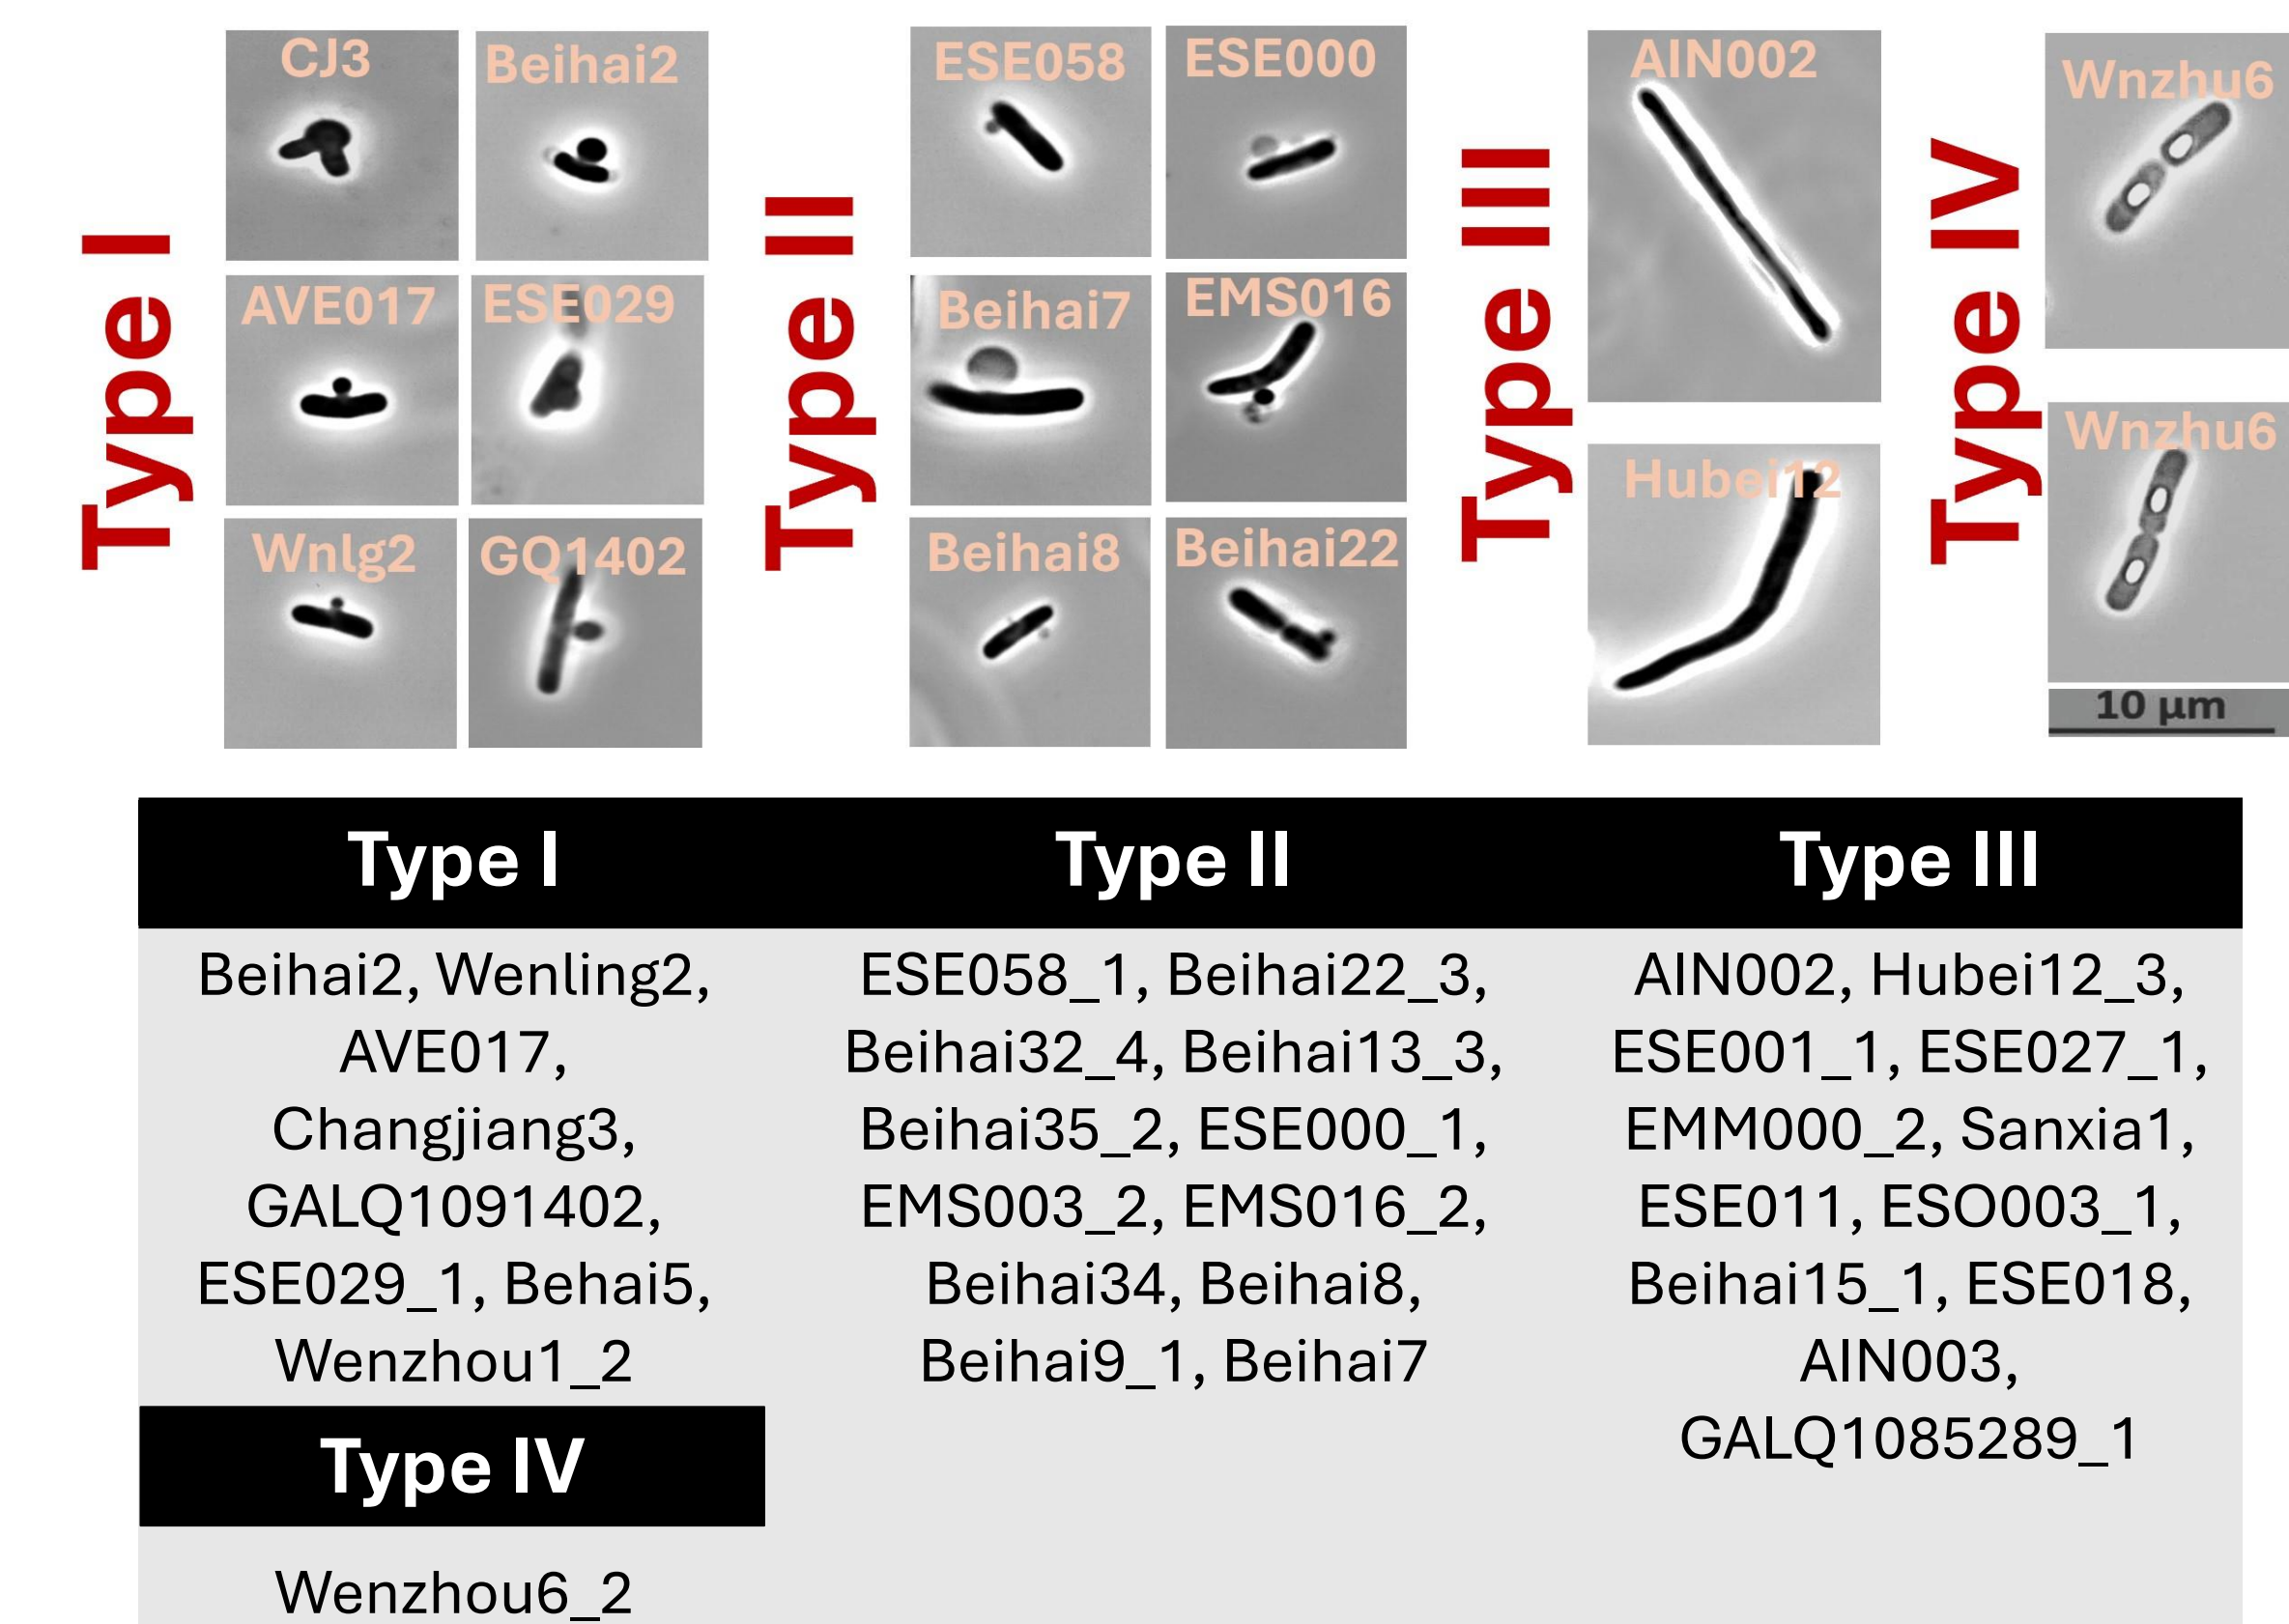 Type I
CJ3
Beihai2
AVE017
ESE029
Wnlg2
GQ1402
Type II
ESE058
ESE000
Beihai7
EMS016
Beihai8
Beihai22
Type III
AIN002
Hubei12
Type IV
Wnzhu6
Wnzhu6
10 µm
Type I
Beihai2, Wenling2,
AVE017,
Changjiang3,
GALQ1091402,
ESE029_1, Behai5,
Wenzhou1_2
Type IV
Wenzhou6_2
Type II
ESE058_1, Beihai22_3,
Beihai32_4, Beihai13_3,
Beihai35_2, ESE000_1,
EMS003_2, EMS016_2,
Beihai34, Beihai8,
Beihai9_1, Beihai7
Type III
AIN002, Hubei12_3,
ESE001_1, ESE027_1,
EMM000_2, Sanxia1,
ESE011, ESO003_1,
Beihai15_1, ESE018,
AIN003,
GALQ1085289_1